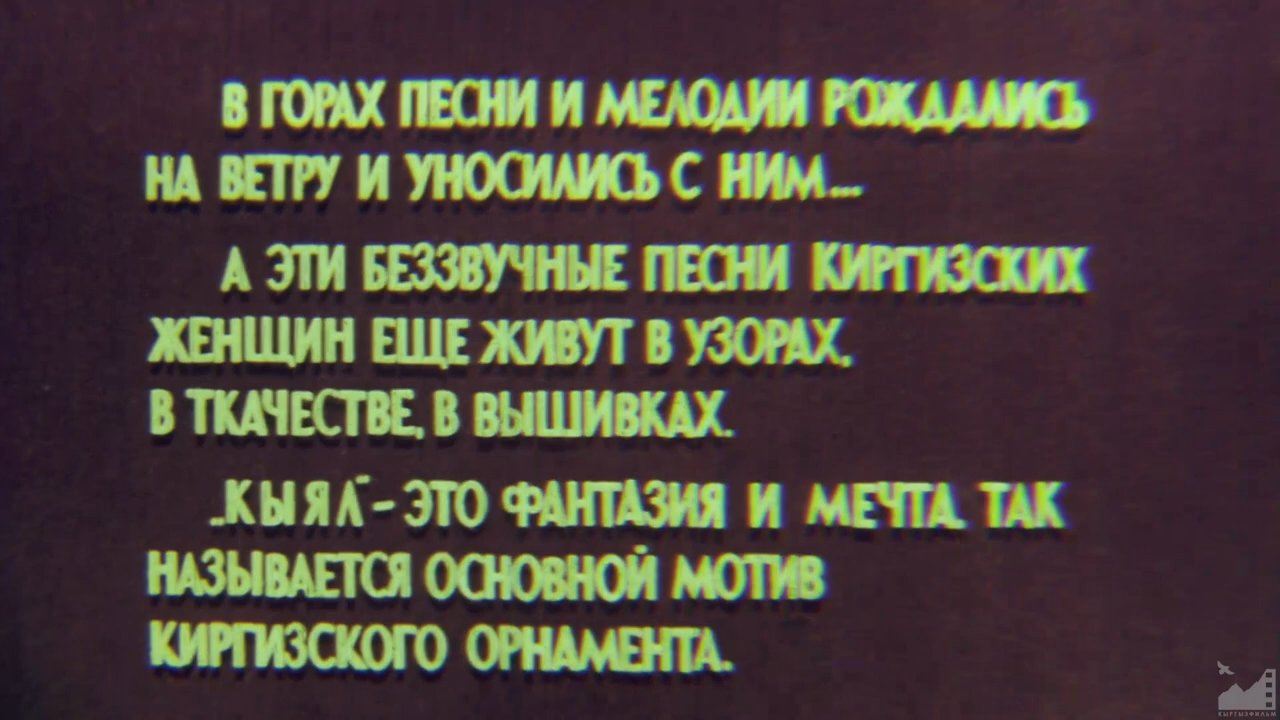 В ГОРАХ ПЕСНИ И МЕЛОДИИ РОЖДАЛИСЬ
НА ВЕТРУ И УНОСИЛИСЬ С НИМ...
А ЭТИ БЕЗЗВУЧНЫЕ ПЕСНИ КИРГИЗСКИХ
ЖЕНЩИН ЕЩЕ ЖИВУТ В УЗОРАХ,
В ТКАЧЕСТВЕ, В ВЫШИВКАХ.
„КЫЯЛ“ – ЭТО ФАНТАЗИЯ И МЕЧТА. ТАК
НАЗЫВАЕТСЯ ОСНОВНОЙ МОТИВ
КИРГИЗСКОГО ОРНАМЕНТА.
КЫРГЫЗФИЛЬМ